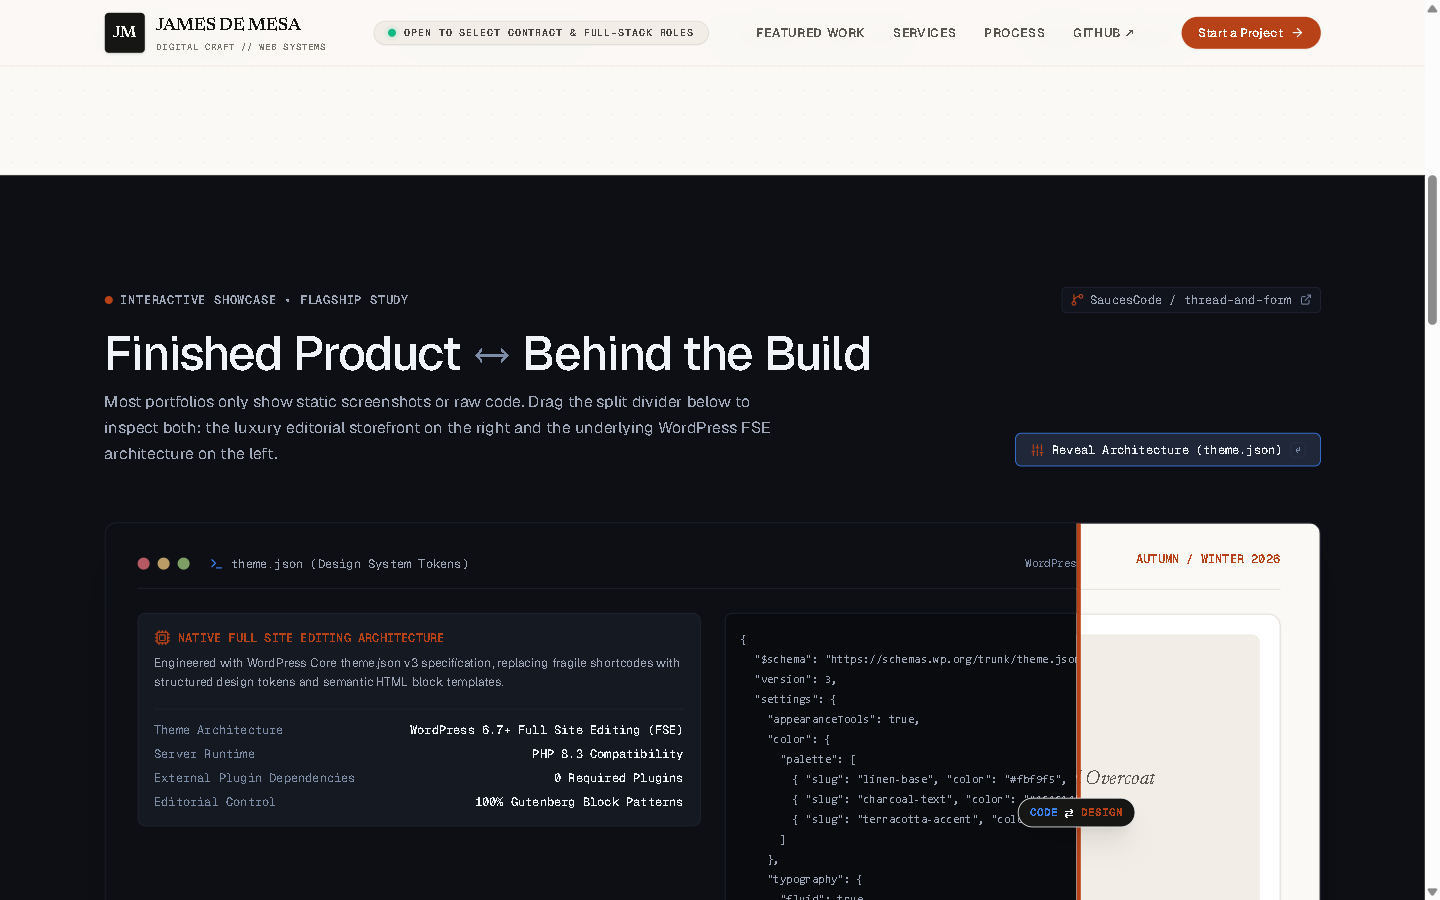 JM
JAMES DE MESA
DIGITAL CRAFT // WEB SYSTEMS
OPEN TO SELECT CONTRACT & FULL-STACK ROLES
FEATURED WORK
SERVICES
PROCESS
GITHUB ↗
Start a Project →
INTERACTIVE SHOWCASE • FLAGSHIP STUDY
SaucesCode / thread-and-form
Finished Product ↔ Behind the Build
Most portfolios only show static screenshots or raw code. Drag the split divider below to
inspect both: the luxury editorial storefront on the right and the underlying WordPress FSE
architecture on the left.
Reveal Architecture (theme.json)
theme.json (Design System Tokens)
WordPres
AUTUMN / WINTER 2026
NATIVE FULL SITE EDITING ARCHITECTURE
Engineered with WordPress Core theme.json v3 specification, replacing fragile shortcodes with
structured design tokens and semantic HTML block templates.
Theme Architecture
WordPress 6.7+ Full Site Editing (FSE)
Server Runtime
PHP 8.3 Compatibility
External Plugin Dependencies
0 Required Plugins
Editorial Control
100% Gutenberg Block Patterns
{
"$schema": "https://schemas.wp.org/trunk/theme.json
"version": 3,
"settings": {
"appearanceTools": true,
"color": {
"palette": [
{ "slug": "linen-base", "color": "#fbf9f5",
{ "slug": "charcoal-text", "color":
{ "slug": "terracotta-accent", "colo
]
},
"typography": {
"fluid": true
Overcoat
CODE ⇄ DESIGN